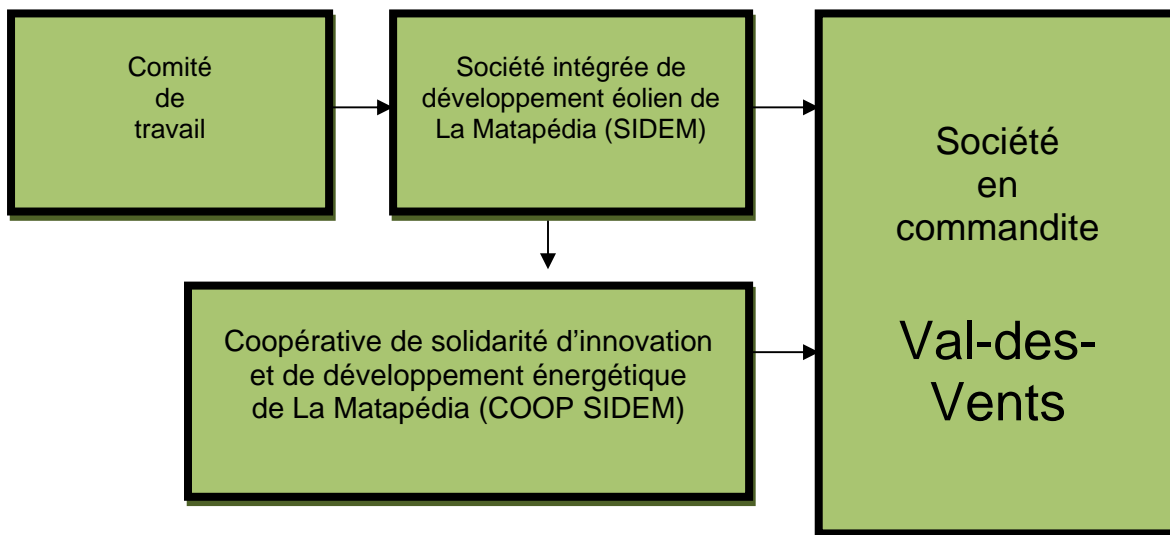 Comité
de
travail
Société intégrée de
développement éolien de
La Matapédia (SIDEM)
Société
en
commandite
Val-des-
Vents
Coopérative de solidarité d’innovation
et de développement énergétique
de La Matapédia (COOP SIDEM)